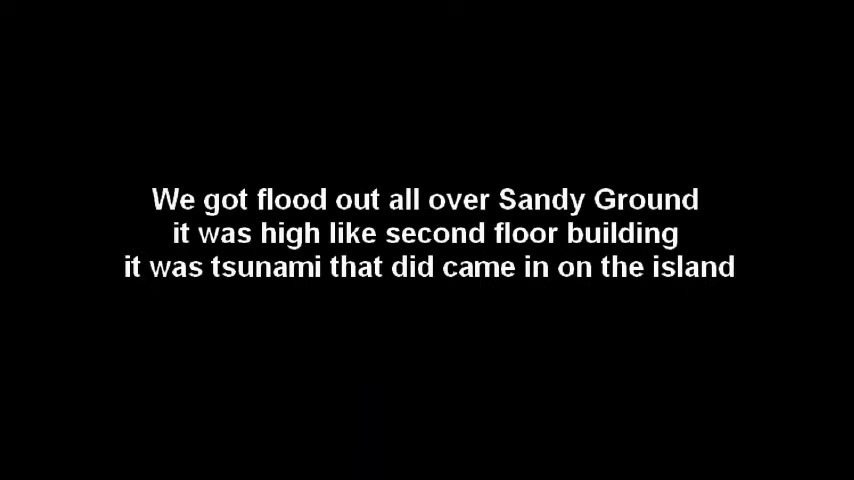 We got flood out all over Sandy Ground
it was high like second floor building
it was tsunami that did came in on the island